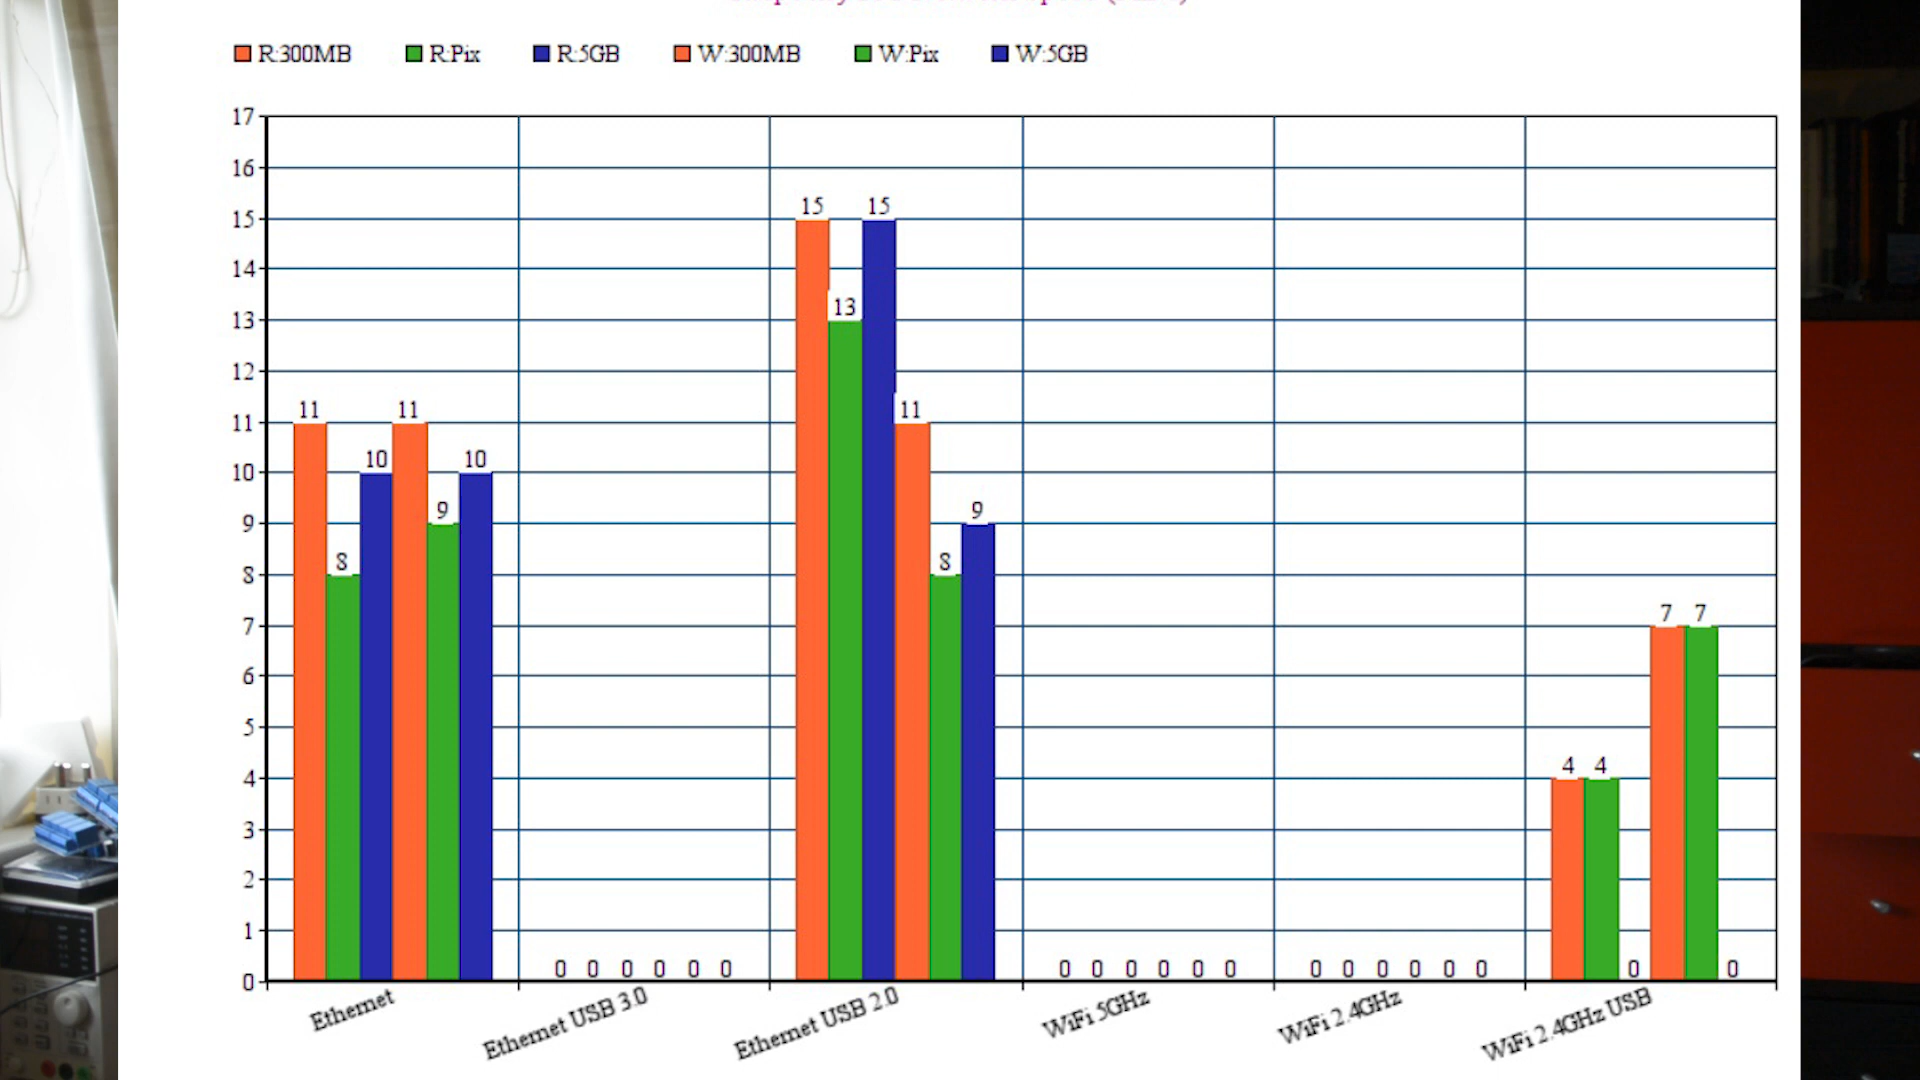 R:300MB R:Pix R:5GB W:300MB W:Pix W:5GB
17
16
15
14
13
12
11
10
9
8
7
6
5
4
3
2
1
0
11 8 10 11 9 10
0 0 0 0 0 0
15 13 15 11 8 9
0 0 0 0 0 0
0 0 0 0 0 0
4 4 0 7 7 0
Ethernet
Ethernet USB 3.0
Ethernet USB 2.0
WiFi 5GHz
WiFi 2.4GHz
WiFi 2.4GHz USB